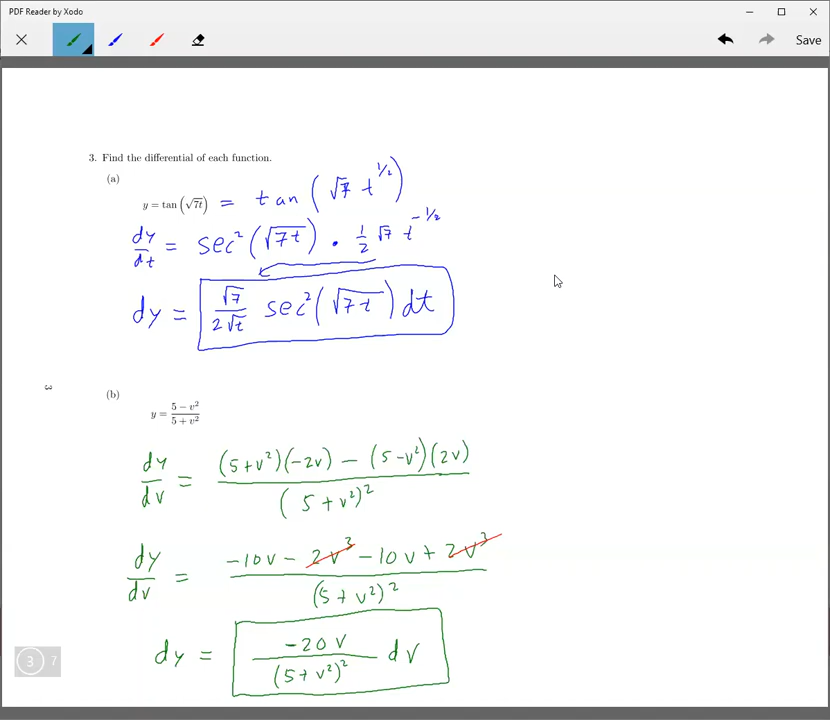 PDF Reader by Xodo
Save
3. Find the differential of each function.
(a)
y = tan(√7t) = tan(√7 t^1/2)
dy/dt = sec²(√7t) · 1/2 √7 t^-1/2
dy = √7/2√t sec²(√7t) dt
3
(b)
y = 5 − v²/5 + v²
dy/dv = (5+v²)(-2v) − (5-v²)(2v)/(5+v²)²
dy/dv = -10v − 2v³ − 10v + 2v³/(5+v²)²
dy = -20v/(5+v²)² dv
3 7